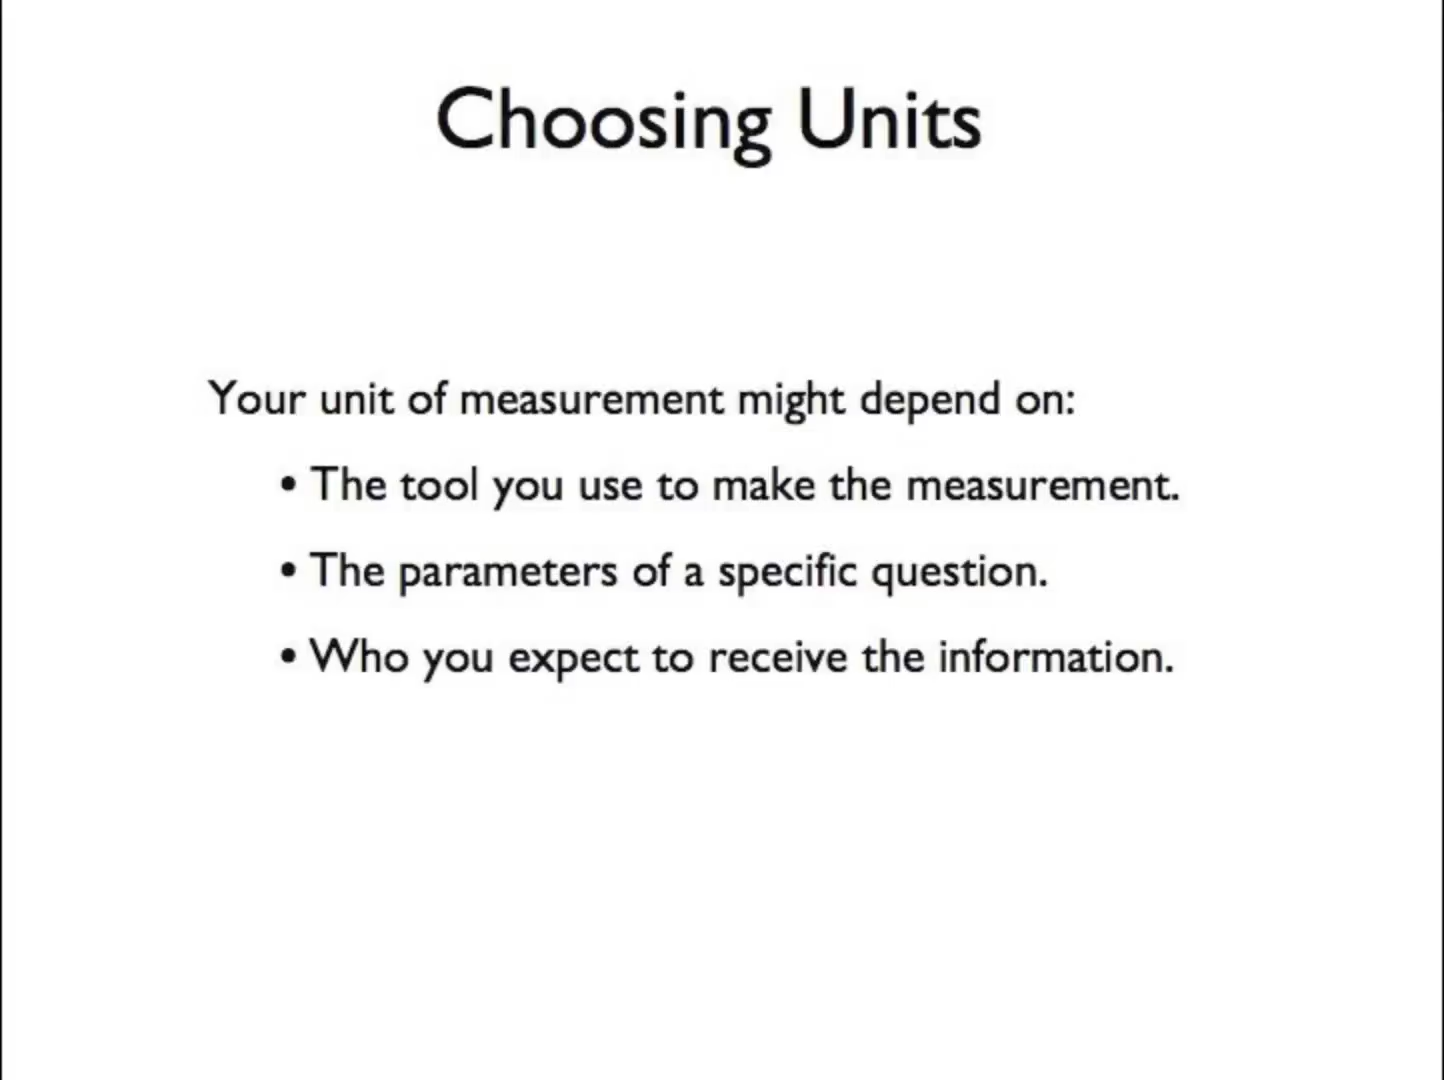 Choosing Units
Your unit of measurement might depend on:
• The tool you use to make the measurement.
• The parameters of a specific question.
• Who you expect to receive the information.